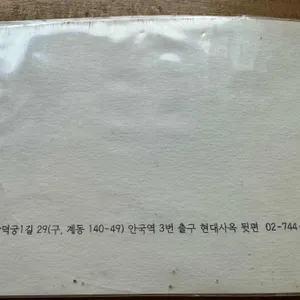 덕궁1길 29(구, 계동 140-49) 안국역 3번 출구 현대사옥 뒷편 02-744